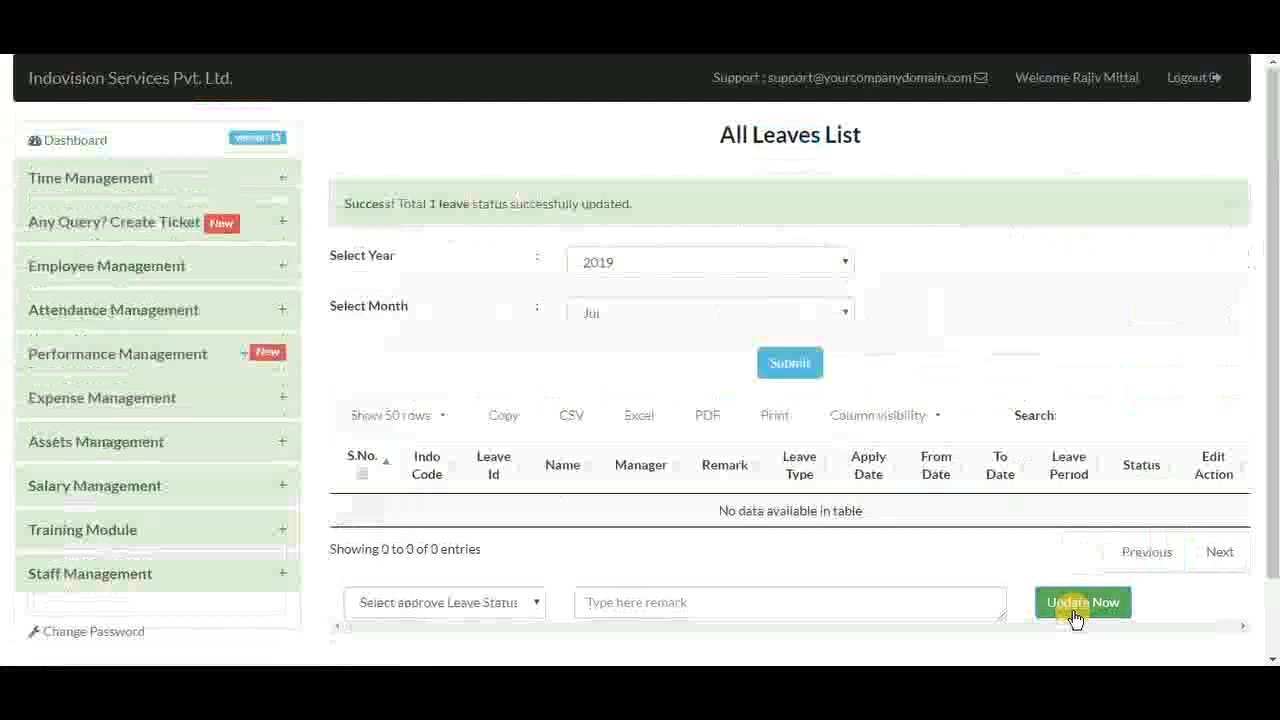 Indovision Services Pvt. Ltd. Support : support@yourcompanydomain.com Welcome Rajiv Mittal Logout
Dashboard version 1.5
Time Management +
Any Query? Create Ticket New +
Employee Management +
Attendance Management +
Performance Management + New
Expense Management +
Assets Management +
Salary Management +
Training Module +
Staff Management +
Change Password
All Leaves List
Success! Total 1 leave status successfully updated.
Select Year : 2019
Select Month : Jul
Submit
Show 50 rows Copy CSV Excel PDF Print Column visibility Search:
S.No. Indo Code Leave Id Name Manager Remark Leave Type Apply Date From Date To Date Leave Period Status Edit Action
No data available in table
Showing 0 to 0 of 0 entries Previous Next
Select approve Leave Status Type here remark Update Now